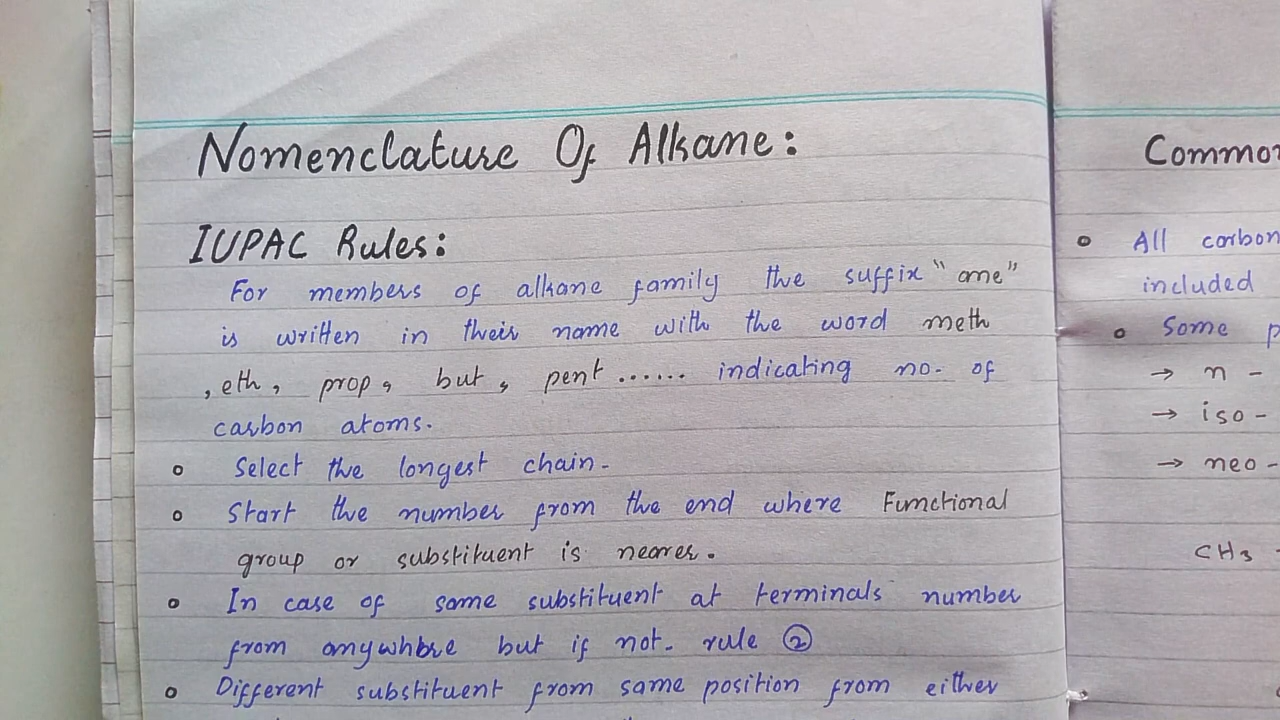 Nomenclature Of Alkane:
IUPAC Rules:
For members of alkane family the suffix "ane"
is written in their name with the word meth
, eth, prop, but, pent ...... indicating no. of
carbon atoms.
o Select the longest chain.
o Start the number from the end where Functional
group or substituent is nearer.
o In case of same substituent at terminals number
from anywhere but if not. rule ②
o Different substituent from same position from either
Common
o All carbon
included
o Some p
→ n -
→ iso -
→ neo -
CH3